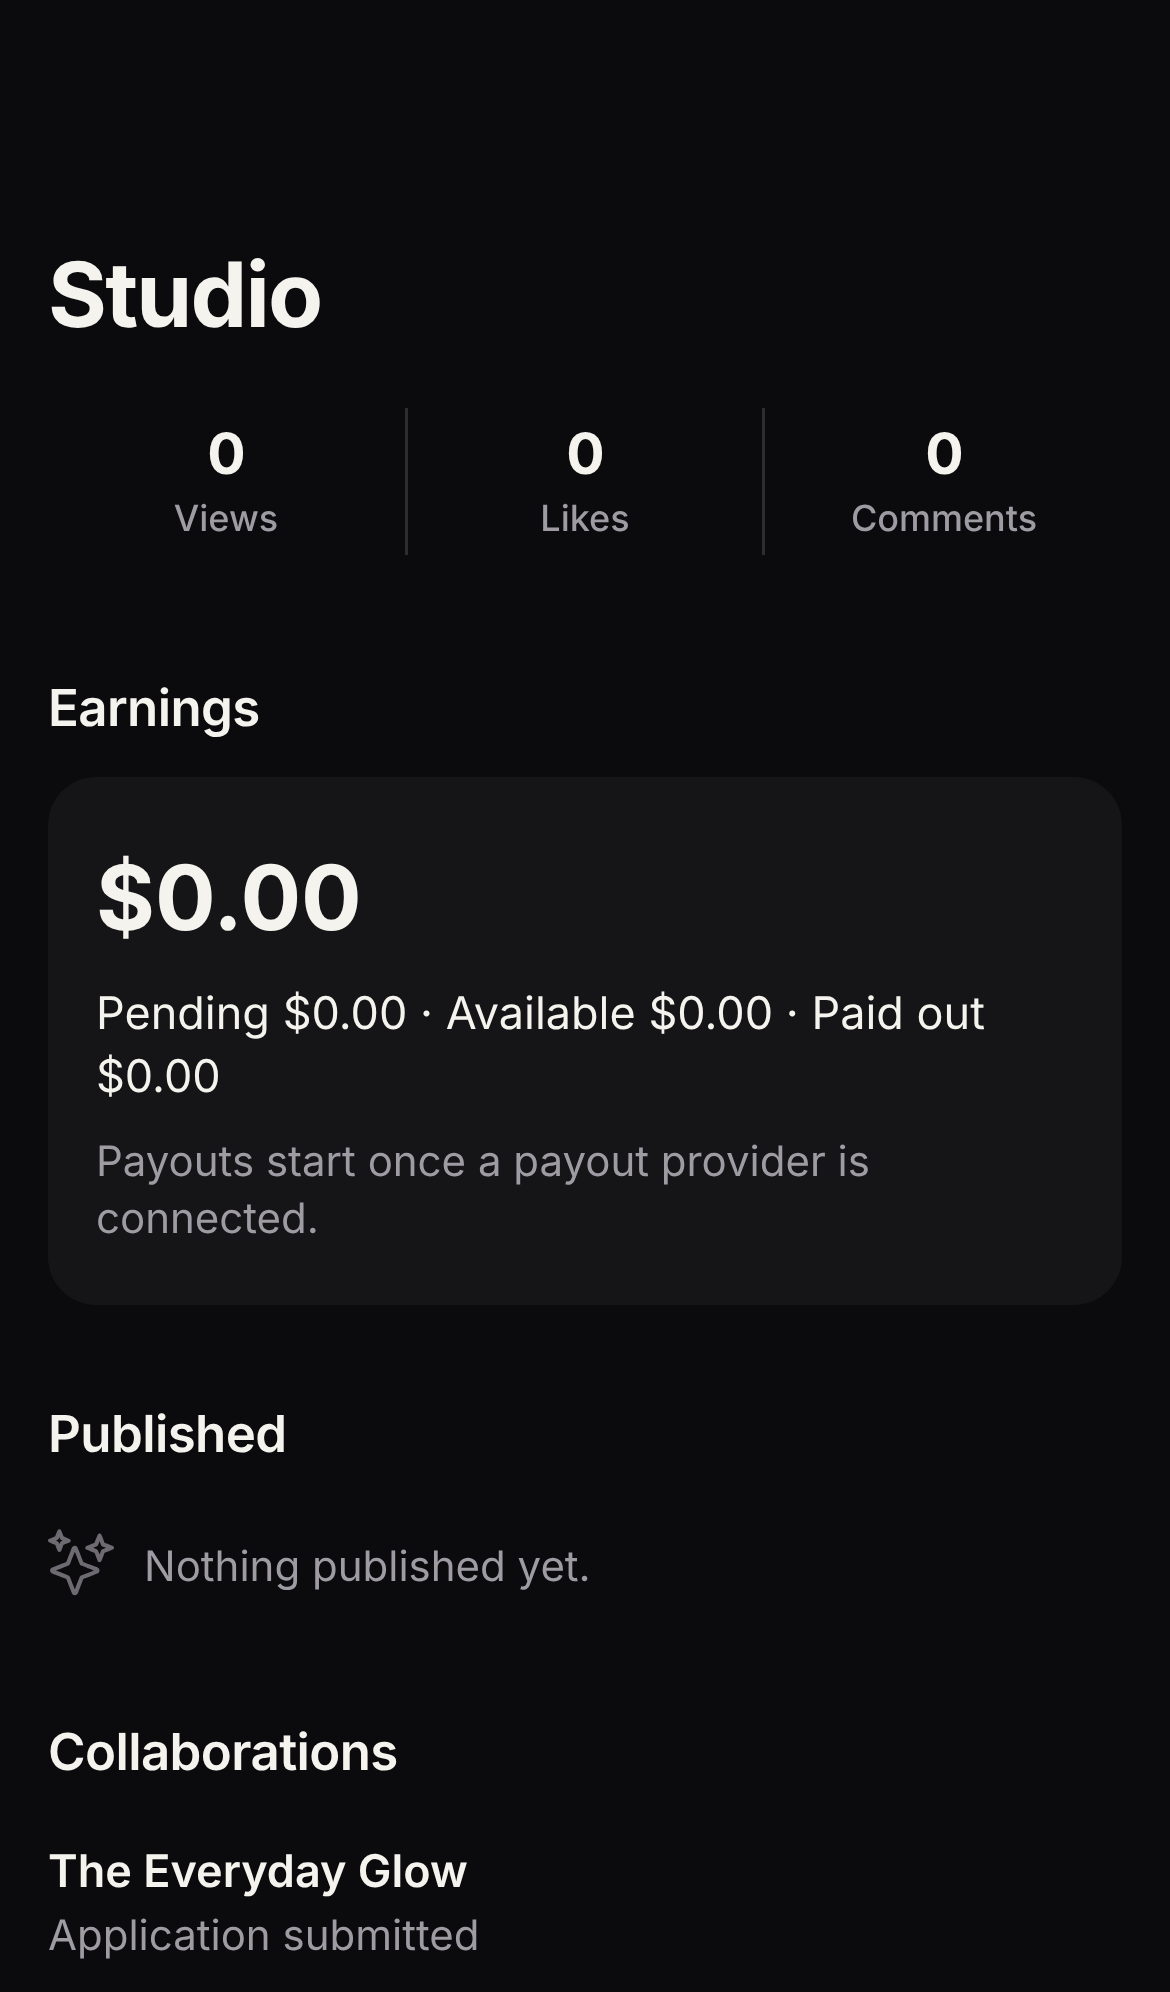 Studio
0
Views
0
Likes
0
Comments
Earnings
$0.00
Pending $0.00 · Available $0.00 · Paid out
$0.00
Payouts start once a payout provider is
connected.
Published
Nothing published yet.
Collaborations
The Everyday Glow
Application submitted